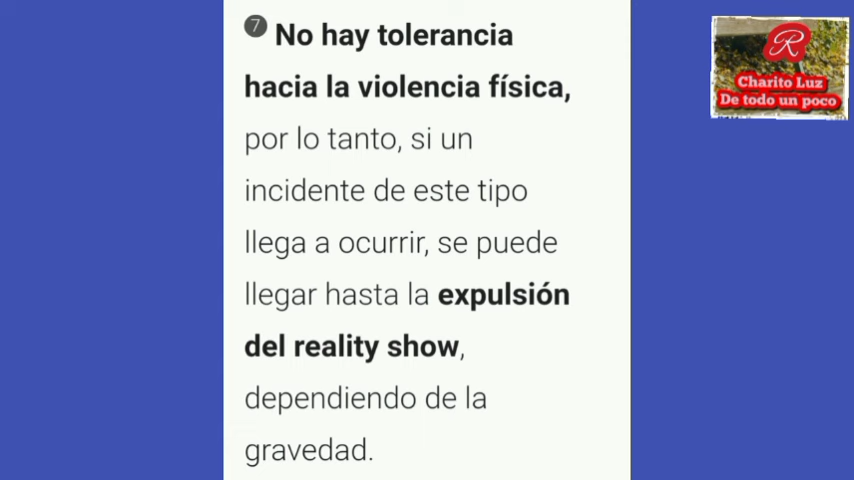 7 No hay tolerancia
hacia la violencia física,
por lo tanto, si un
incidente de este tipo
llega a ocurrir, se puede
llegar hasta la expulsión
del reality show,
dependiendo de la
gravedad.
R
Charito Luz
De todo un poco